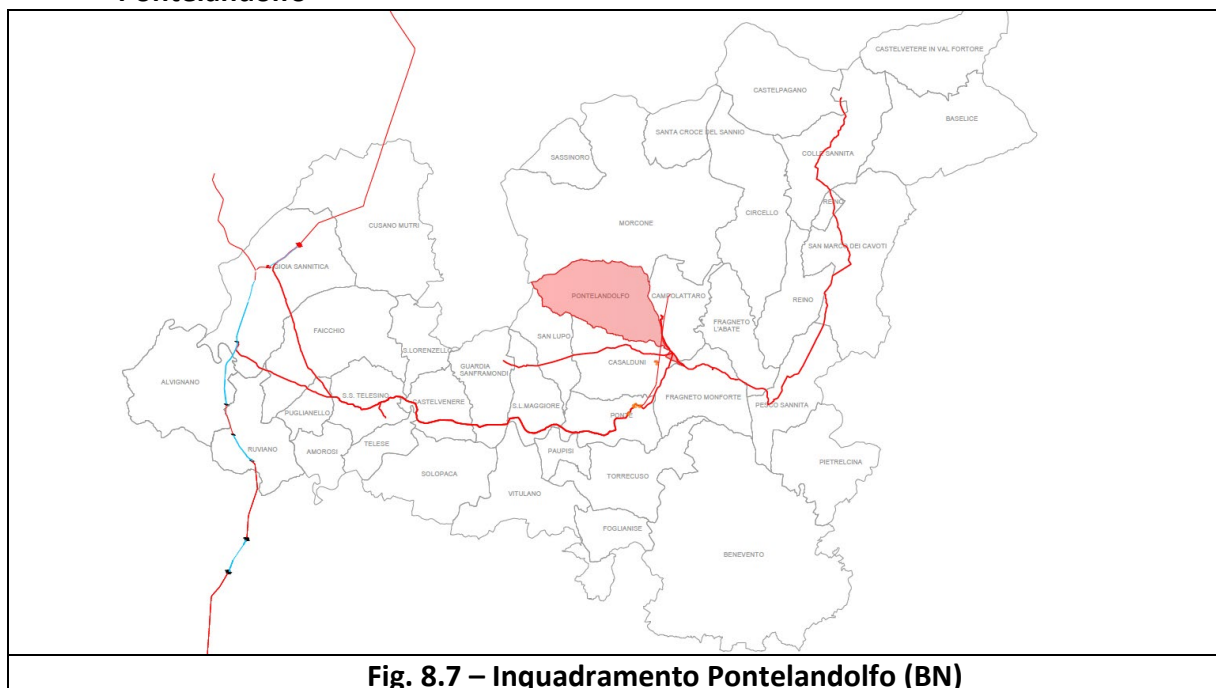 Pontelandolfo
CASTELVETERE IN VAL FORTORE
CASTELPAGANO
BASELICE
SANTA CROCE DEL SANNIO
COLLE SANNITA
SASSINORO
REINO
CIRCELLO
MORCONE
CUSANO MUTRI
SAN MARCO DEI CAVOTI
GIOIA SANNITICA
PONTELANDOLFO
CAMPOLATTARO
REINO
FRAGNETO
L'ABATE
FAICCHIO
SAN LUPO
S.LORENZELLO
CASALDUNI
GUARDIA
SANFRAMONDI
ALVIGNANO
S.S. TELESINO
FRAGNETO MONFORTE
CASTELVENERE
S.L.MAGGIORE
PESCO SANNITA
PUGLIANELLO
PONTE
TELESE
RUVIANO
AMOROSI
PAUPISI
PIETRELCINA
SOLOPACA
TORRECUSO
VITULANO
FOGLIANISE
BENEVENTO
Fig. 8.7 – Inquadramento Pontelandolfo (BN)